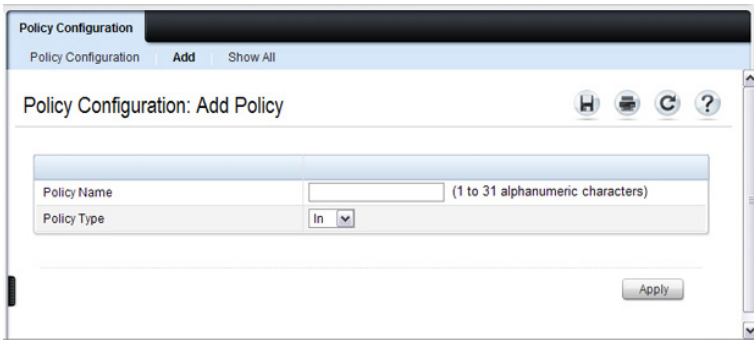 Policy Configuration
Policy Configuration Add Show All
Policy Configuration: Add Policy
Policy Name (1 to 31 alphanumeric characters)
Policy Type In
Apply